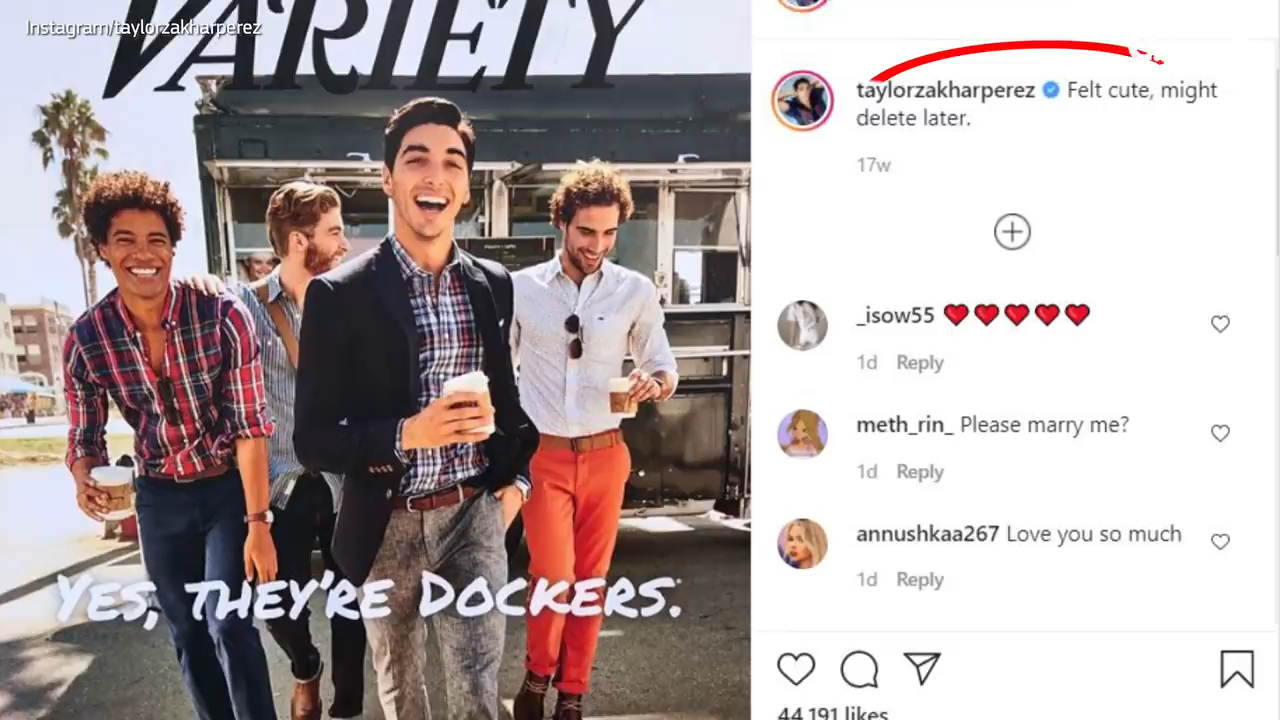 Instagram/taylorzakharperez
VARIETY
YES, THEY'RE DOCKERS.
taylorzakharperez Felt cute, might
delete later.
17w
_isow55 ❤️❤️❤️❤️❤️
1d Reply
meth_rin_ Please marry me?
1d Reply
annushkaa267 Love you so much
1d Reply
44,191 likes